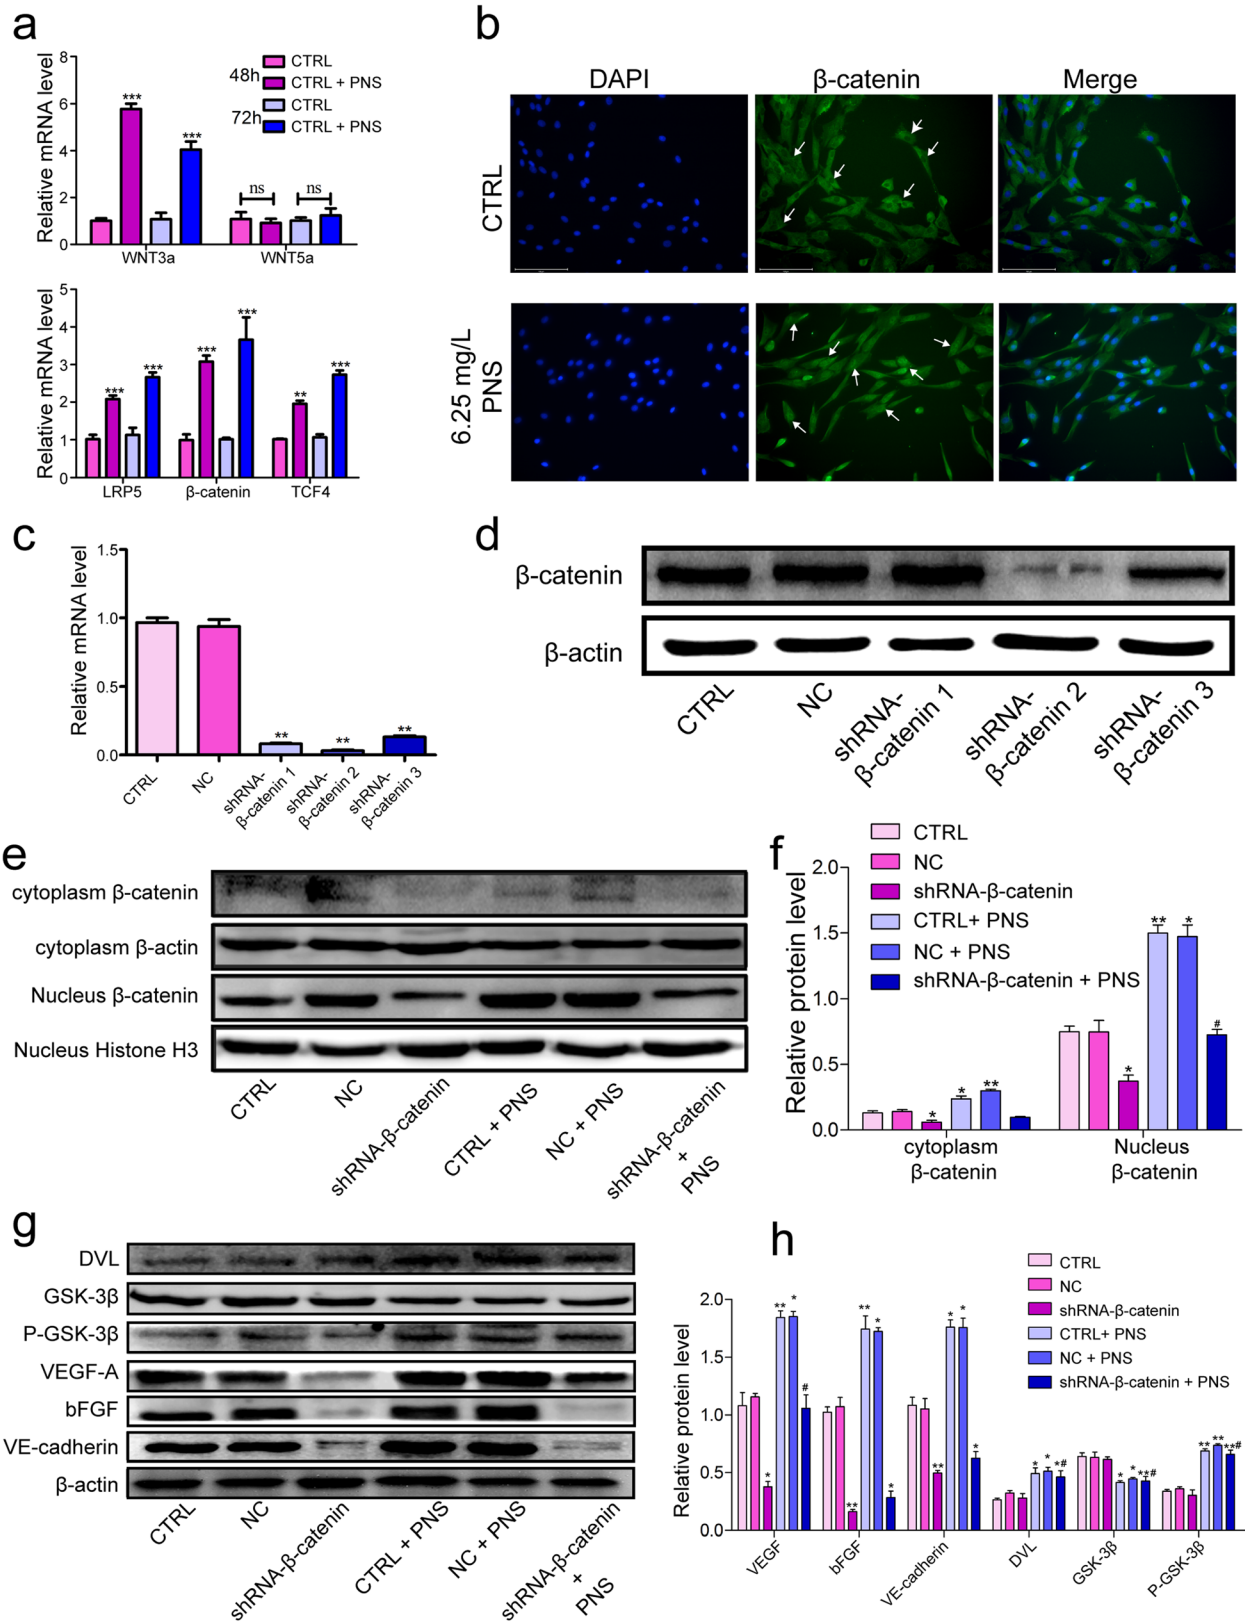 a
Relative mRNA level
8
6
4
2
0
***
***
ns
ns
WNT3a
WNT5a
48h
72h
CTRL
CTRL + PNS
CTRL
CTRL + PNS
Relative mRNA level
5
4
3
2
1
0
***
***
***
***
**
***
LRP5
β-catenin
TCF4
b
DAPI
β-catenin
Merge
CTRL
6.25 mg/L
PNS
c
Relative mRNA level
1.5
1.0
0.5
0.0
**
**
**
CTRL
NC
shRNA-
β-catenin 1
shRNA-
β-catenin 2
shRNA-
β-catenin 3
d
β-catenin
β-actin
CTRL
NC
shRNA-
β-catenin 1
shRNA-
β-catenin 2
shRNA-
β-catenin 3
e
cytoplasm β-catenin
cytoplasm β-actin
Nucleus β-catenin
Nucleus Histone H3
CTRL
NC
shRNA-β-catenin
CTRL + PNS
NC + PNS
shRNA-β-catenin
+
PNS
f
CTRL
NC
shRNA-β-catenin
CTRL+ PNS
NC + PNS
shRNA-β-catenin + PNS
Relative protein level
2.0
1.5
1.0
0.5
0.0
*
*
**
*
**
*
#
cytoplasm
β-catenin
Nucleus
β-catenin
g
DVL
GSK-3β
P-GSK-3β
VEGF-A
bFGF
VE-cadherin
β-actin
CTRL
NC
shRNA-β-catenin
CTRL + PNS
NC + PNS
shRNA-β-catenin
+
PNS
h
CTRL
NC
shRNA-β-catenin
CTRL+ PNS
NC + PNS
shRNA-β-catenin + PNS
Relative protein level
2.0
1.5
1.0
0.5
0.0
*
**
*
#
**
**
*
*
**
*
*
*
*
*
*#
*
*
**#
**
**
**#
VEGF
bFGF
VE-cadherin
DVL
GSK-3β
P-GSK-3β